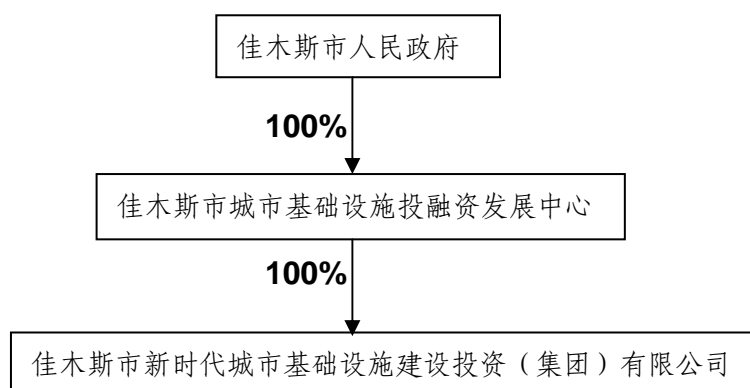 佳木斯市人民政府
100%
佳木斯市城市基础设施投融资发展中心
100%
佳木斯市新时代城市基础设施建设投资（集团）有限公司